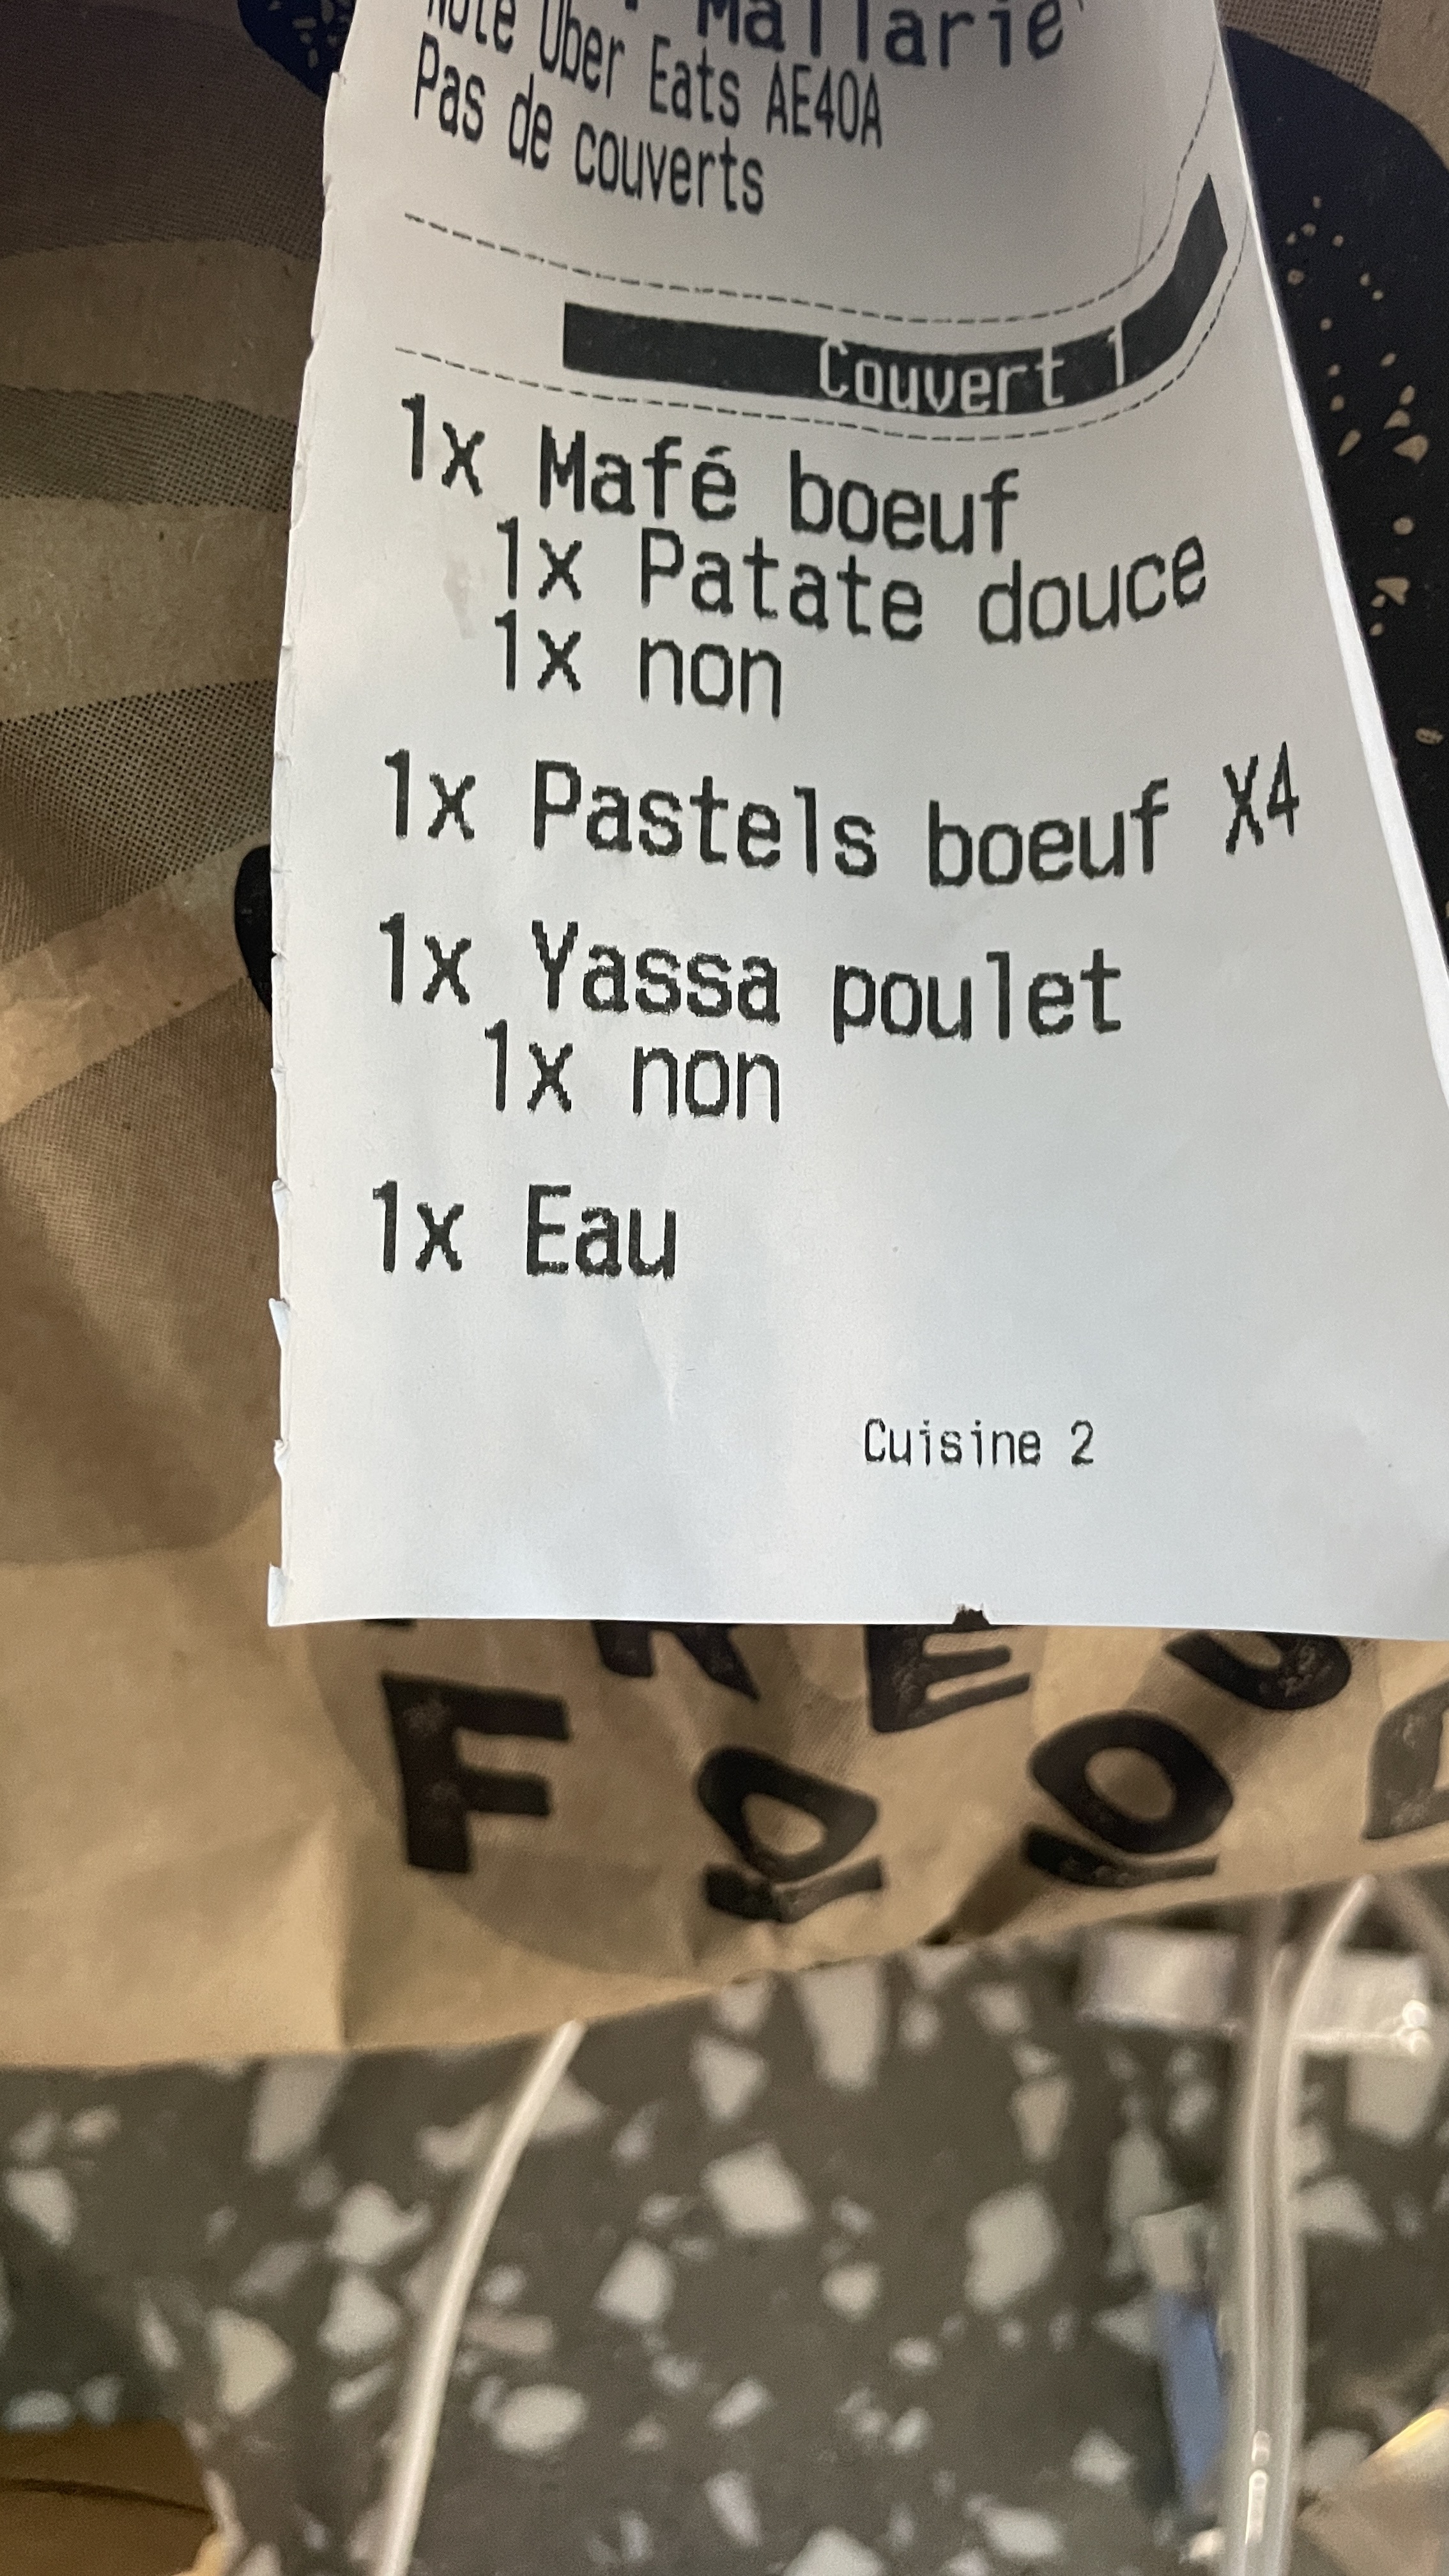 Mallarie
Note Uber Eats AE40A
Pas de couverts
Couvert 1
1x Mafé boeuf
1x Patate douce
1x non
1x Pastels boeuf X4
1x Yassa poulet
1x non
1x Eau
Cuisine 2